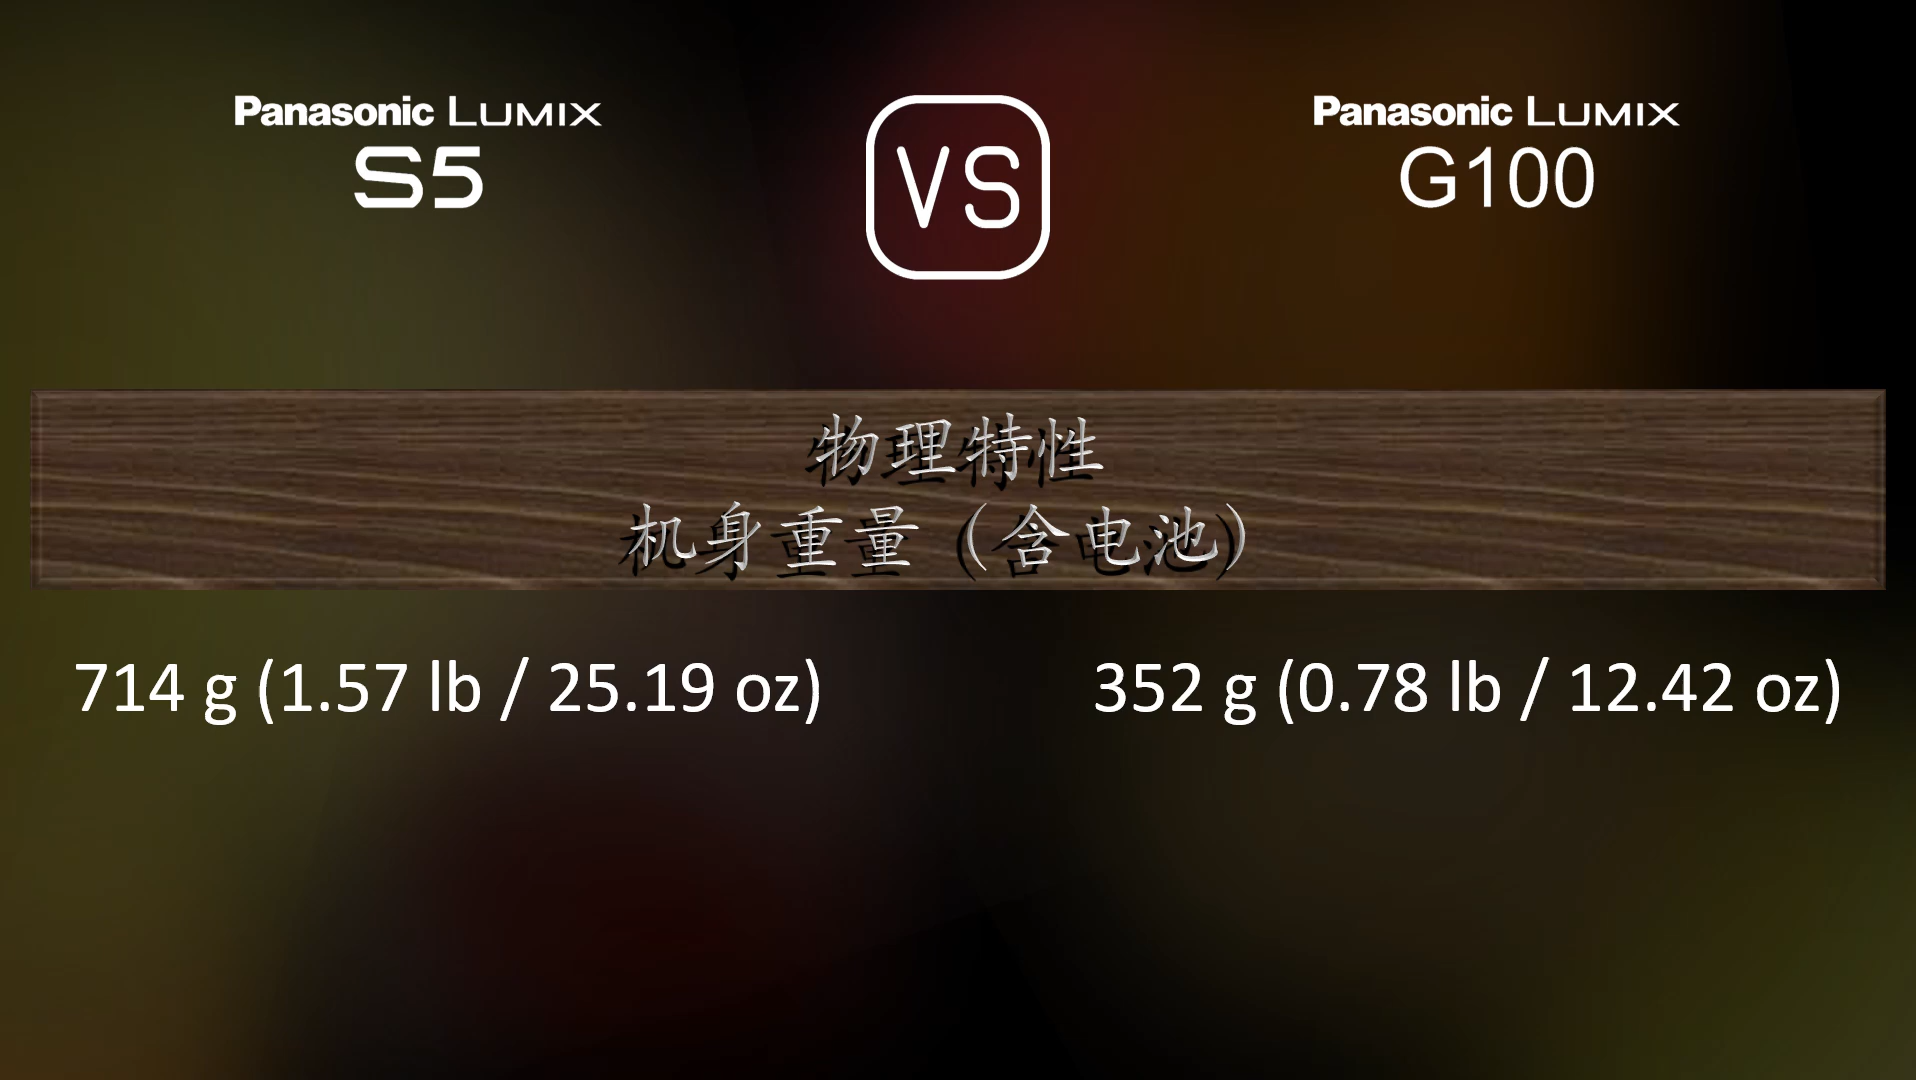 Panasonic LUMIX
S5
VS
Panasonic LUMIX
G100
物理特性
机身重量（含电池）
714 g (1.57 lb / 25.19 oz)
352 g (0.78 lb / 12.42 oz)